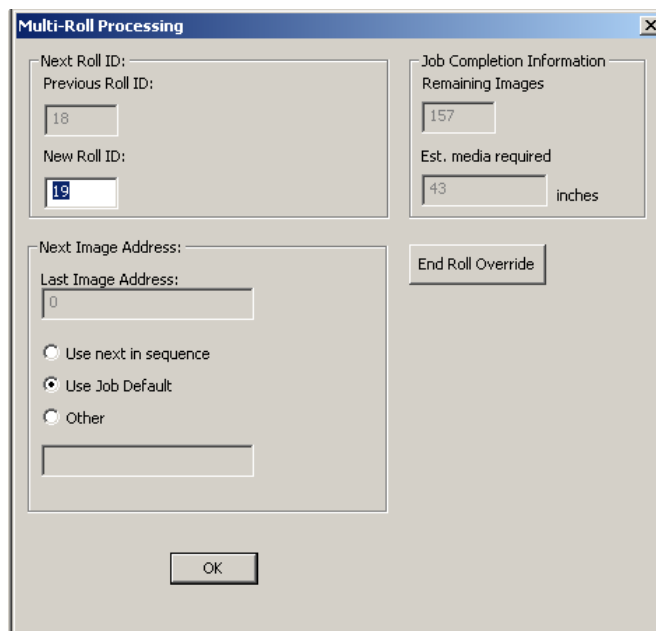 Multi-Roll Processing
Next Roll ID:
Previous Roll ID:
18
New Roll ID:
19
Job Completion Information
Remaining Images
157
Est. media required
43 inches
Next Image Address:
Last Image Address:
0
Use next in sequence
Use Job Default
Other
End Roll Override
OK